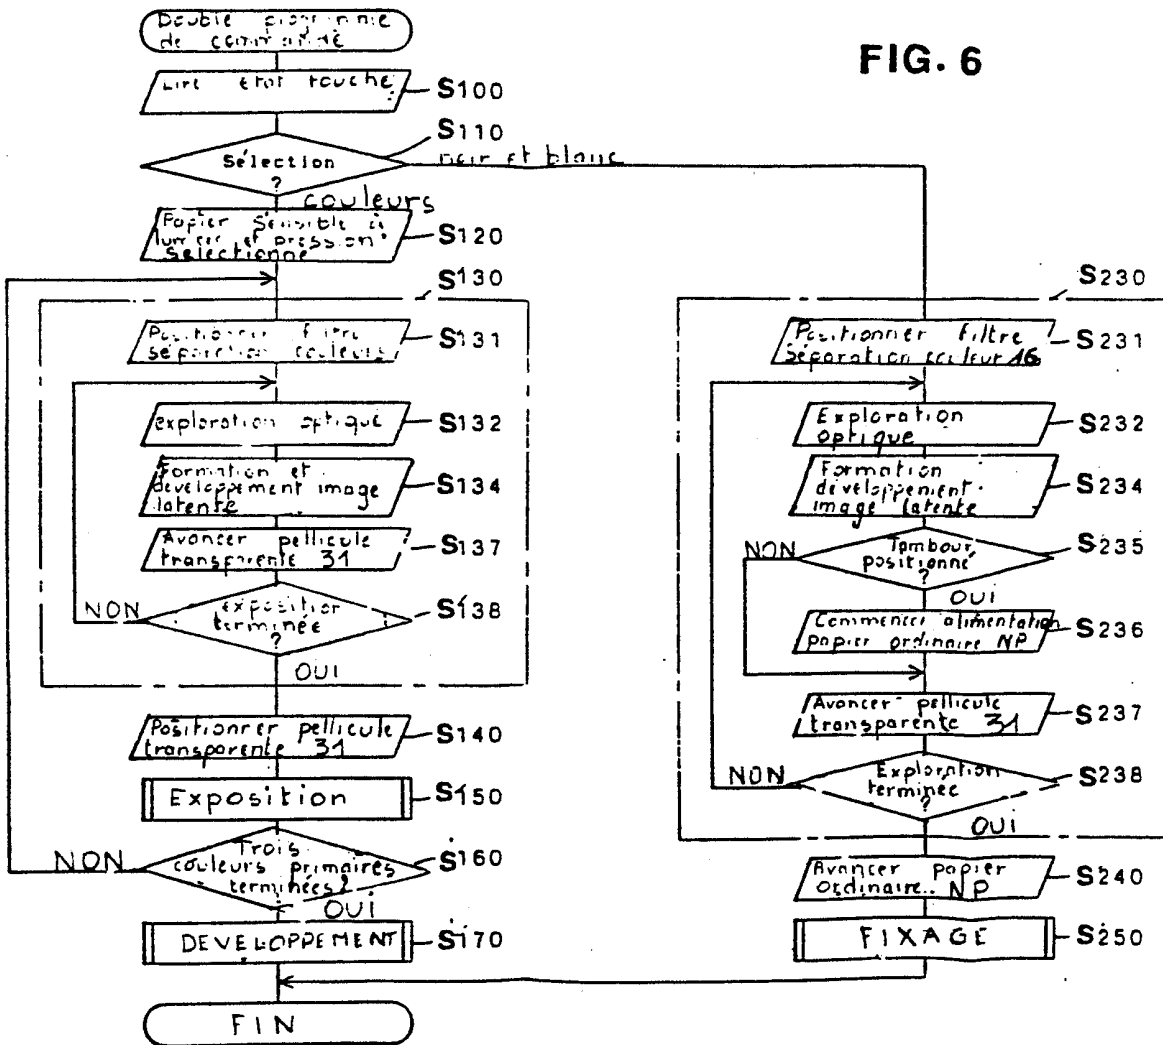 FIG. 6
Double programme
de commande
Lire état touche
S100
S110
Sélection
?
noir et blanc
couleurs
Papier sensible à
lumière et pression
sélectionné
S120
S130
Positionner filtre
séparation couleurs
S131
exploration optique
S132
Formation et
développement image
latente
S134
Avancer pellicule
transparente 31
S137
exposition
terminée
?
S138
NON
OUI
Positionner pellicule
transparente 31
S140
Exposition
S150
Trois
couleurs primaires
terminées?
S160
NON
OUI
DEVELOPPEMENT
S170
FIN
S230
Positionner filtre
Séparation couleur 16
S231
Exploration
optique
S232
Formation
développement
image latente
S234
Tambour
positionné
?
S235
NON
OUI
Commencer alimentation
papier ordinaire NP
S236
Avancer pellicule
transparente 31
S237
Exploration
terminée
?
S238
NON
OUI
Avancer papier
ordinaire NP
S240
FIXAGE
S250